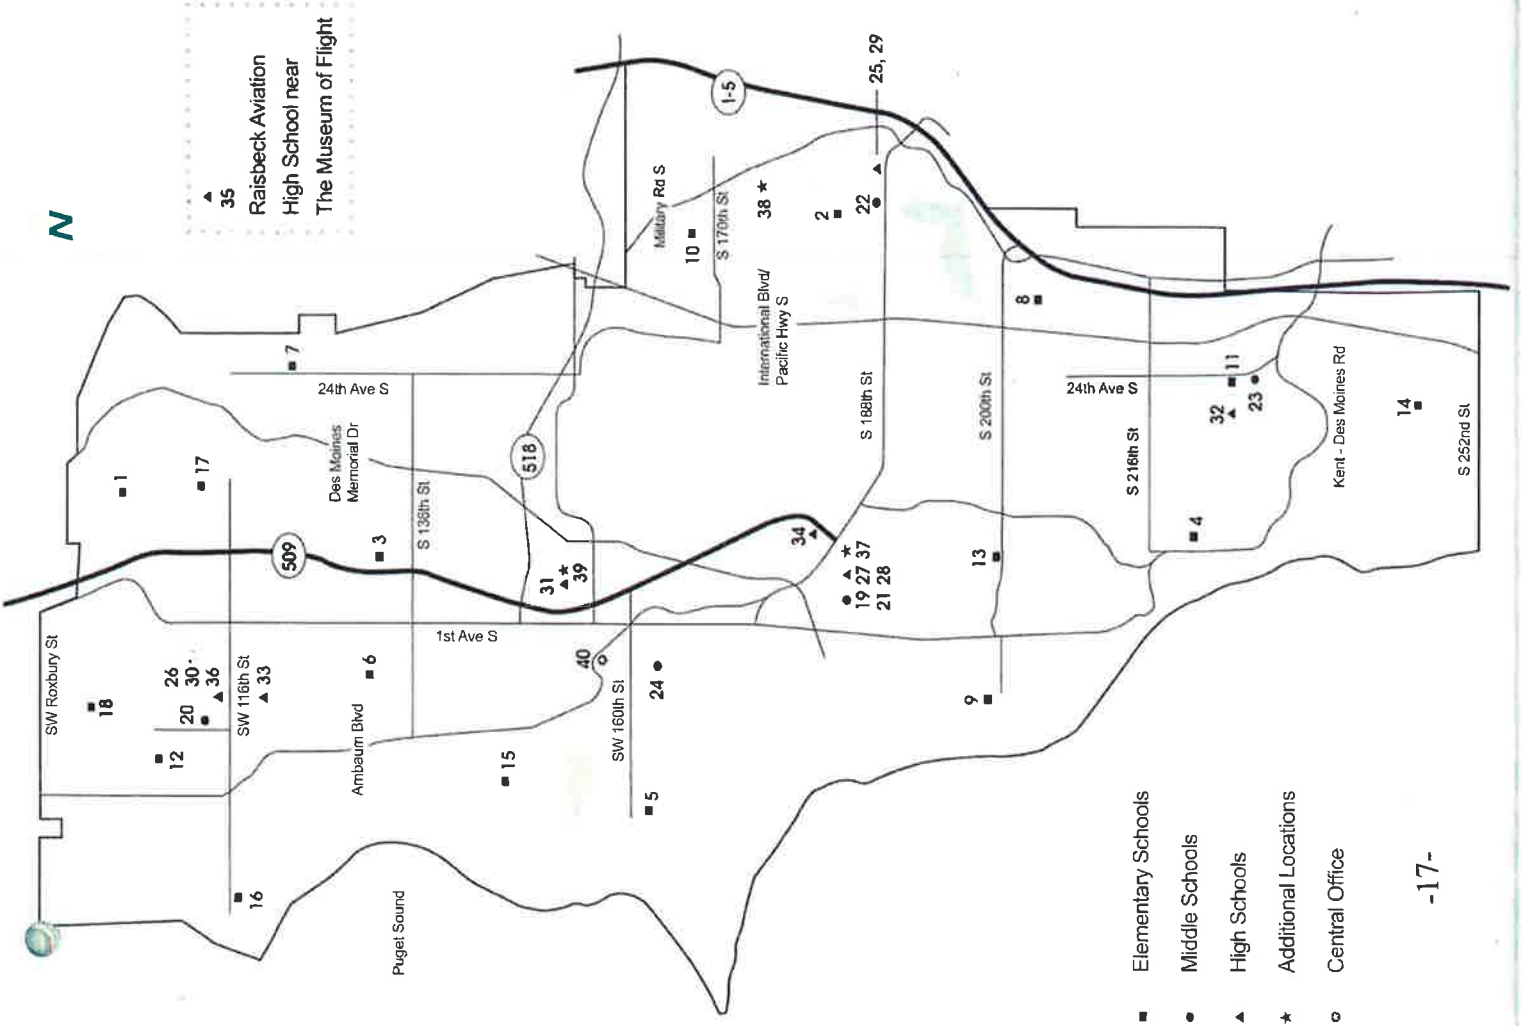 N
35
Raisbeck Aviation
High School near
The Museum of Flight
SW Roxbury St
18
12
26
30
36
20
SW 116th St
33
16
1
17
509
7
24th Ave S
Des Moines
Memorial Dr
3
S 136th St
6
Ambaum Blvd
1st Ave S
15
Puget Sound
518
31
39
40
SW 160th St
24
5
I-5
Military Rd S
10
S 170th St
38
2
22
25, 29
International Blvd/
Pacific Hwy S
S 188th St
34
19 27 37
21 28
S 200th St
8
13
9
24th Ave S
S 216th St
11
32
23
4
Kent - Des Moines Rd
14
S 252nd St
Elementary Schools
Middle Schools
High Schools
Additional Locations
Central Office
-17-